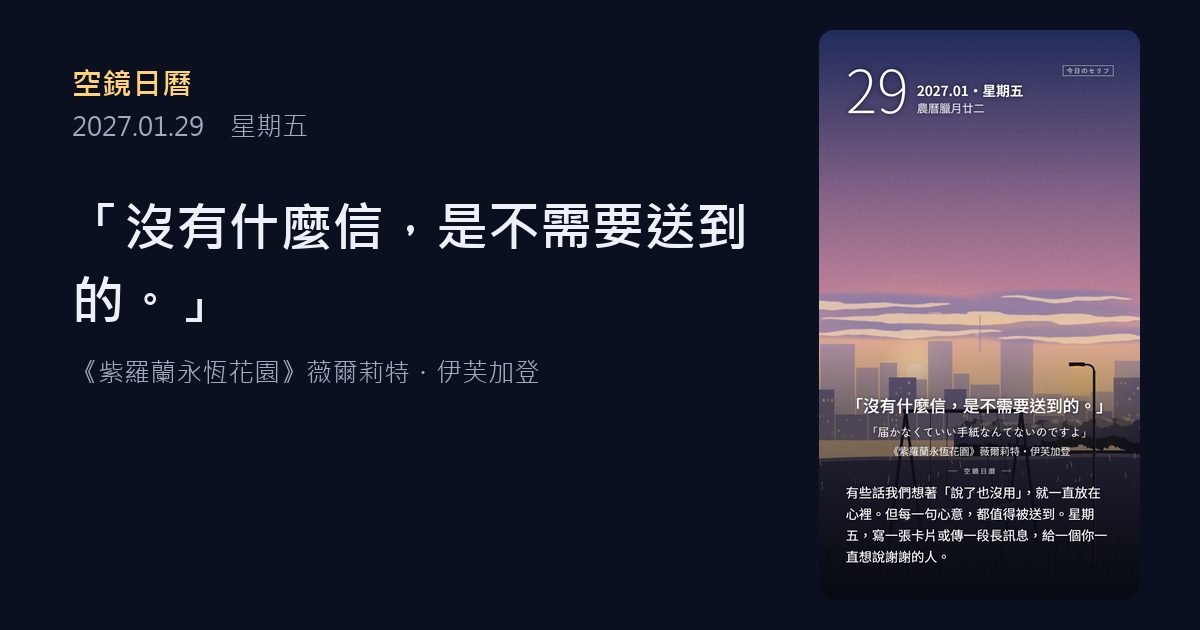 空鏡日曆
2027.01.29 星期五
「沒有什麼信，是不需要送到
的。」
《紫羅蘭永恆花園》薇爾莉特・伊芙加登
今日のセリフ
29
2027.01・星期五
農曆臘月廿二
「沒有什麼信，是不需要送到的。」
「届かなくていい手紙なんてないのですよ」
《紫羅蘭永恆花園》薇爾莉特・伊芙加登
— 空鏡日曆 —
有些話我們想著「說了也沒用」，就一直放在
心裡。但每一句心意，都值得被送到。星期
五，寫一張卡片或傳一段長訊息，給一個你一
直想說謝謝的人。